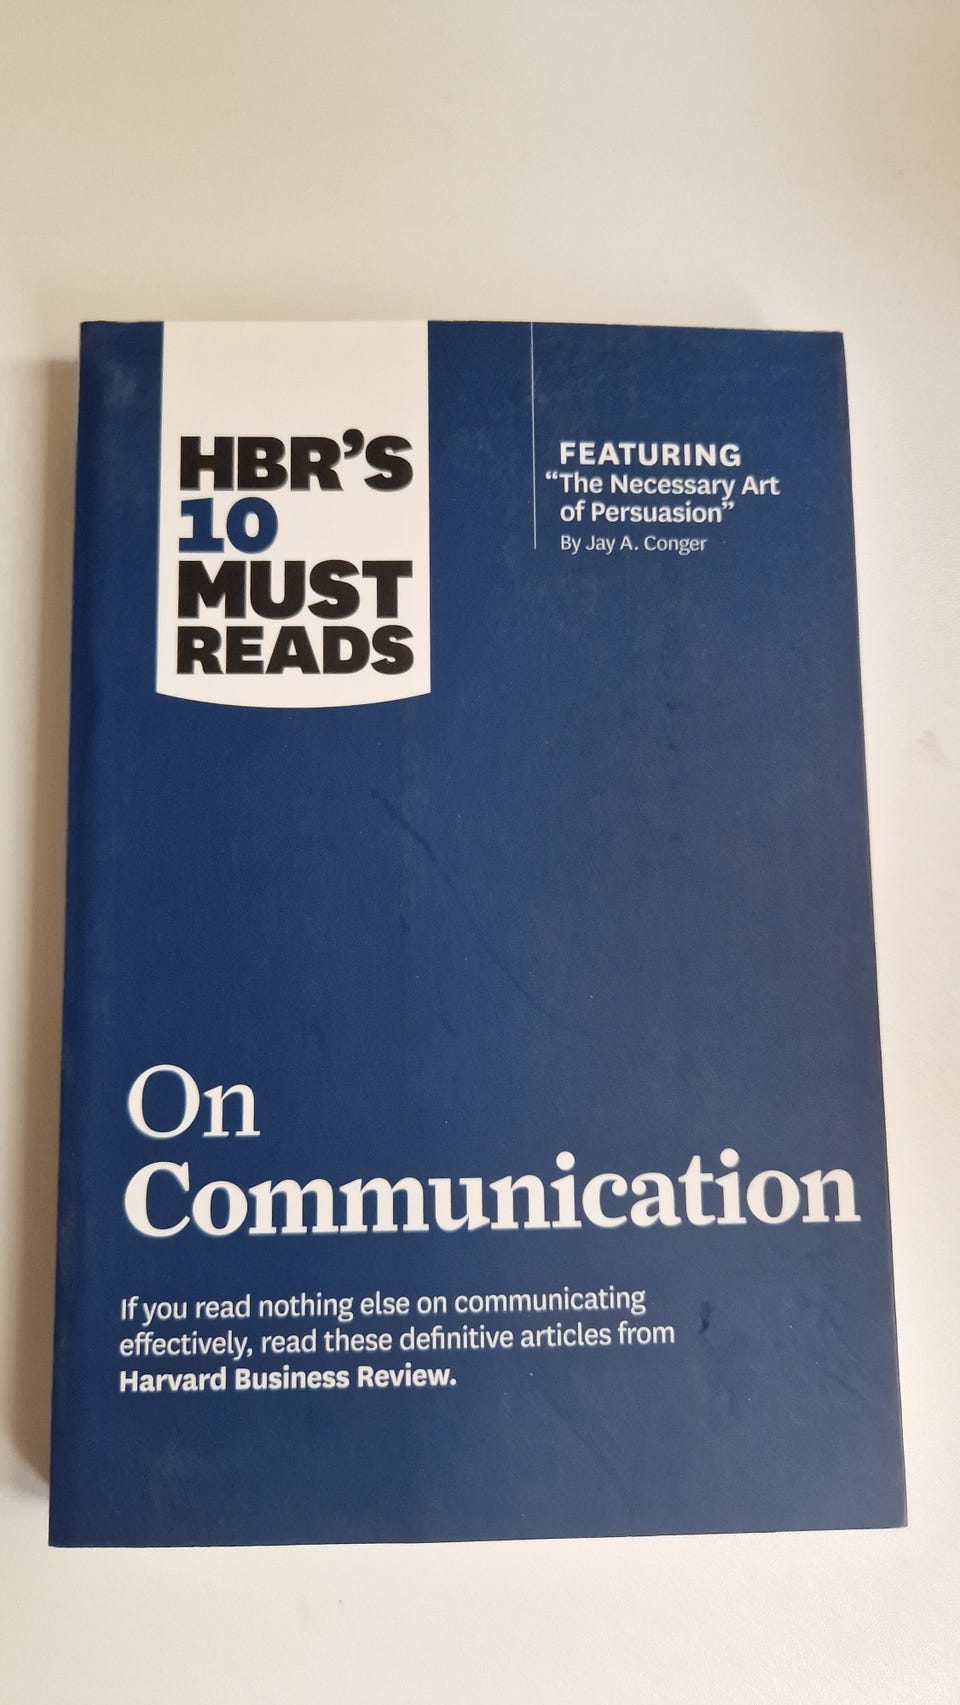 HBR’S
10
MUST
READS
FEATURING
“The Necessary Art
of Persuasion”
By Jay A. Conger
On
Communication
If you read nothing else on communicating
effectively, read these definitive articles from
Harvard Business Review.